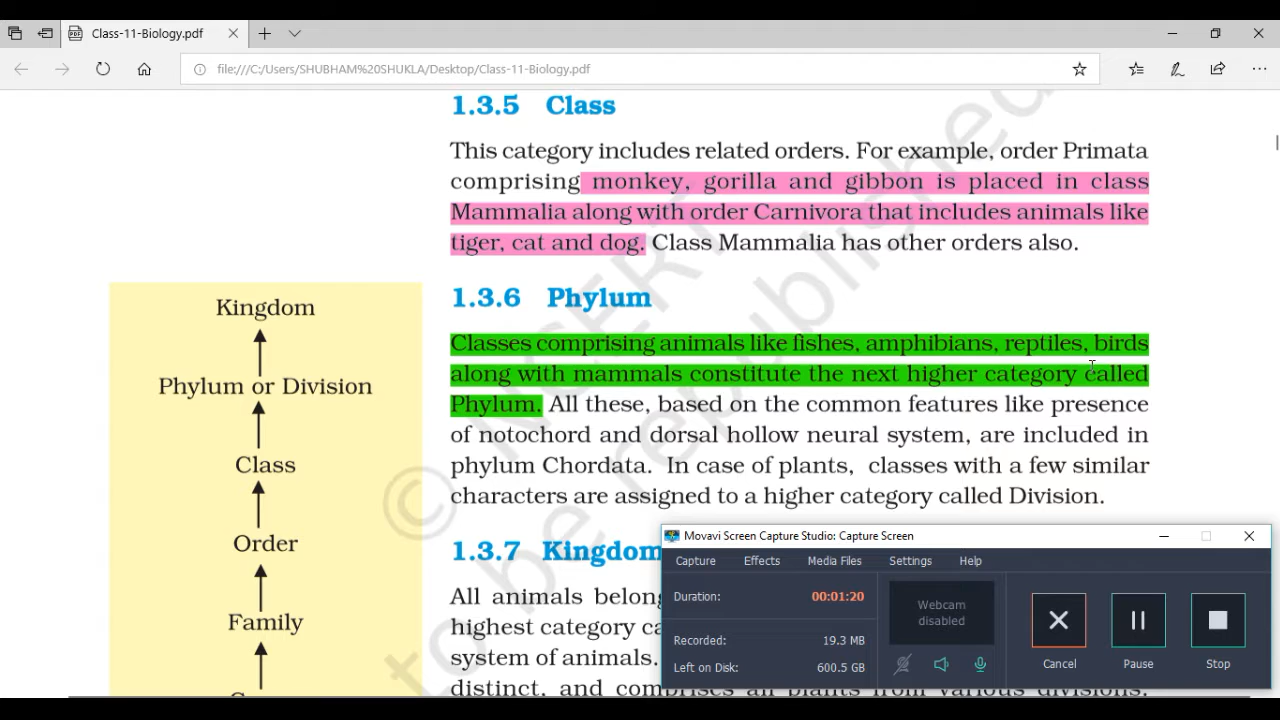 Class-11-Biology.pdf
file:///C:/Users/SHUBHAM%20SHUKLA/Desktop/Class-11-Biology.pdf
1.3.5 Class
This category includes related orders. For example, order Primata
comprising monkey, gorilla and gibbon is placed in class
Mammalia along with order Carnivora that includes animals like
tiger, cat and dog. Class Mammalia has other orders also.
1.3.6 Phylum
Classes comprising animals like fishes, amphibians, reptiles, birds
along with mammals constitute the next higher category called
Phylum. All these, based on the common features like presence
of notochord and dorsal hollow neural system, are included in
phylum Chordata. In case of plants, classes with a few similar
characters are assigned to a higher category called Division.
1.3.7 Kingdom
All animals belong
highest category ca
system of animals.
distinct, and comprises all plants from various divisions.
Kingdom
Phylum or Division
Class
Order
Family
© NCERT
to be republished
Movavi Screen Capture Studio: Capture Screen
Capture Effects Media Files Settings Help
Duration: 00:01:20
Recorded: 19.3 MB
Left on Disk: 600.5 GB
Webcam
disabled
Cancel Pause Stop